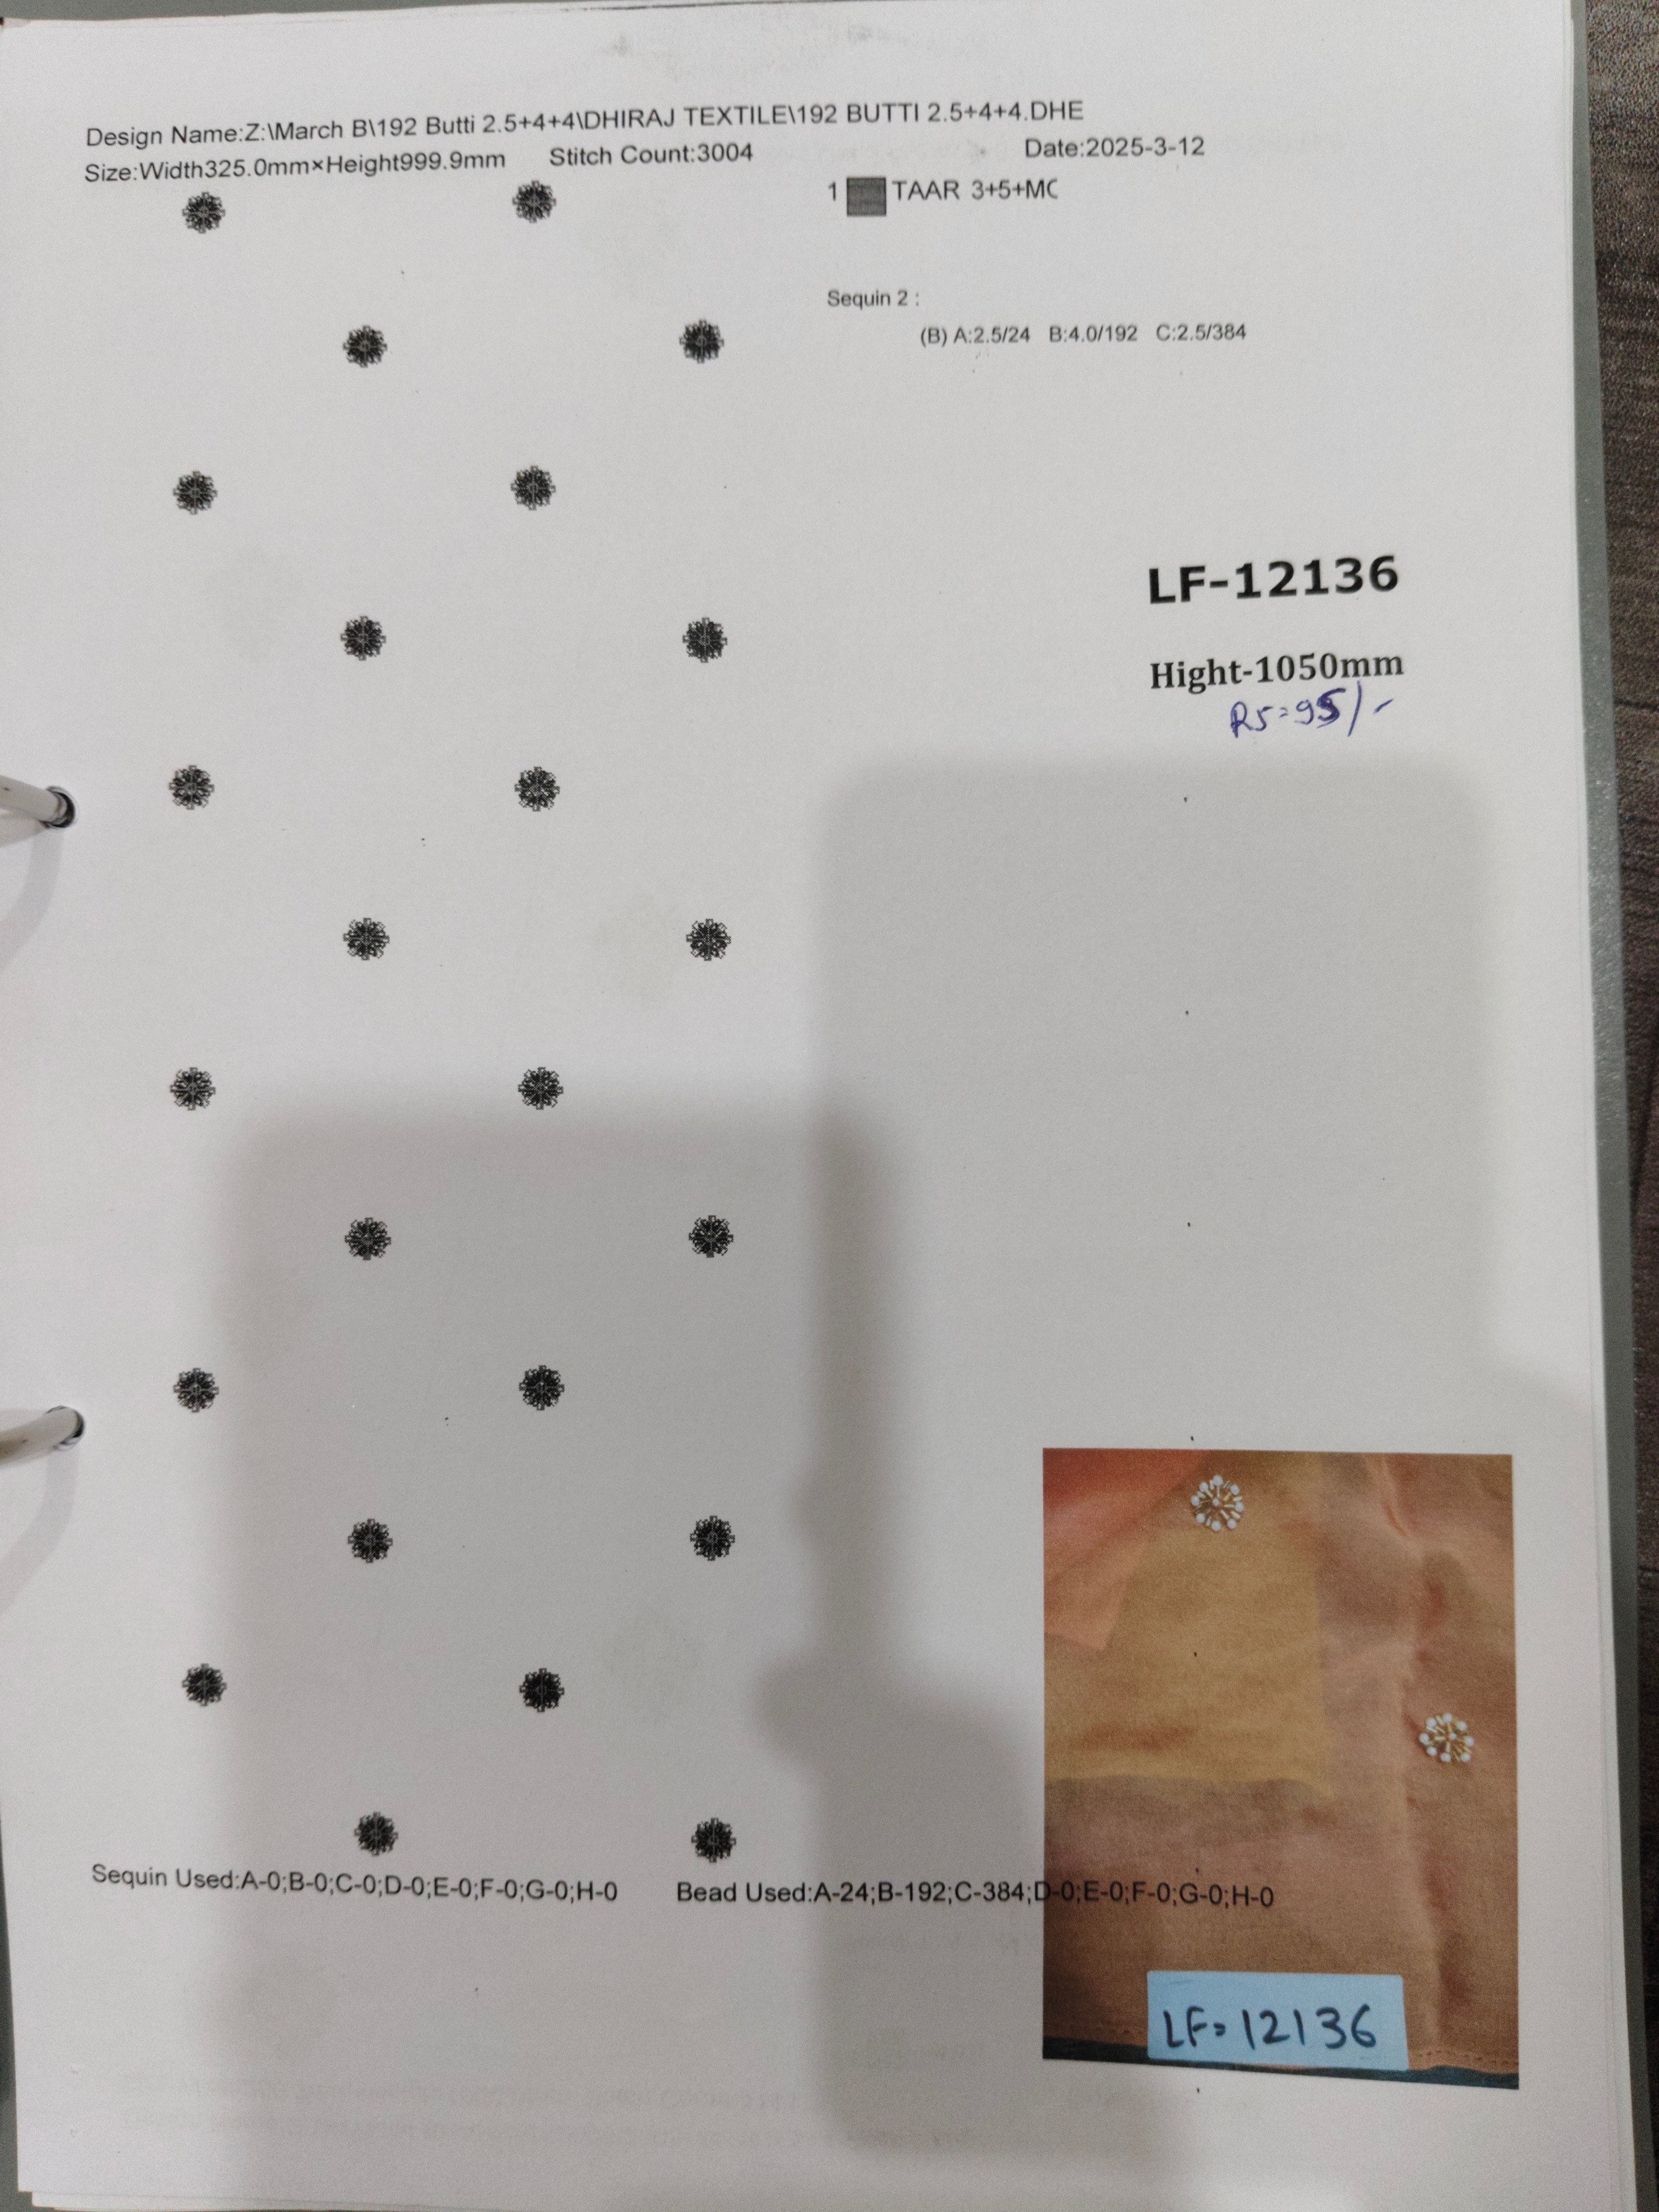 Design Name:Z:\March B\192 Butti 2.5+4+4\DHIRAJ TEXTILE\192 BUTTI 2.5+4+4.DHE
Size:Width325.0mm×Height999.9mm Stitch Count:3004 Date:2025-3-12
1 TAAR 3+5+MC
Sequin 2 :
(B) A:2.5/24 B:4.0/192 C:2.5/384
LF-12136
Hight-1050mm
RS=95/-
Sequin Used:A-0;B-0;C-0;D-0;E-0;F-0;G-0;H-0 Bead Used:A-24;B-192;C-384;D-0;E-0;F-0;G-0;H-0
LF=12136